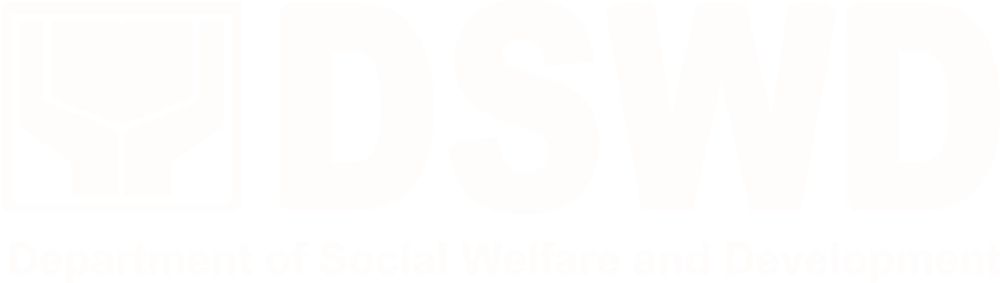 DSWD
Department of Social Welfare and Development